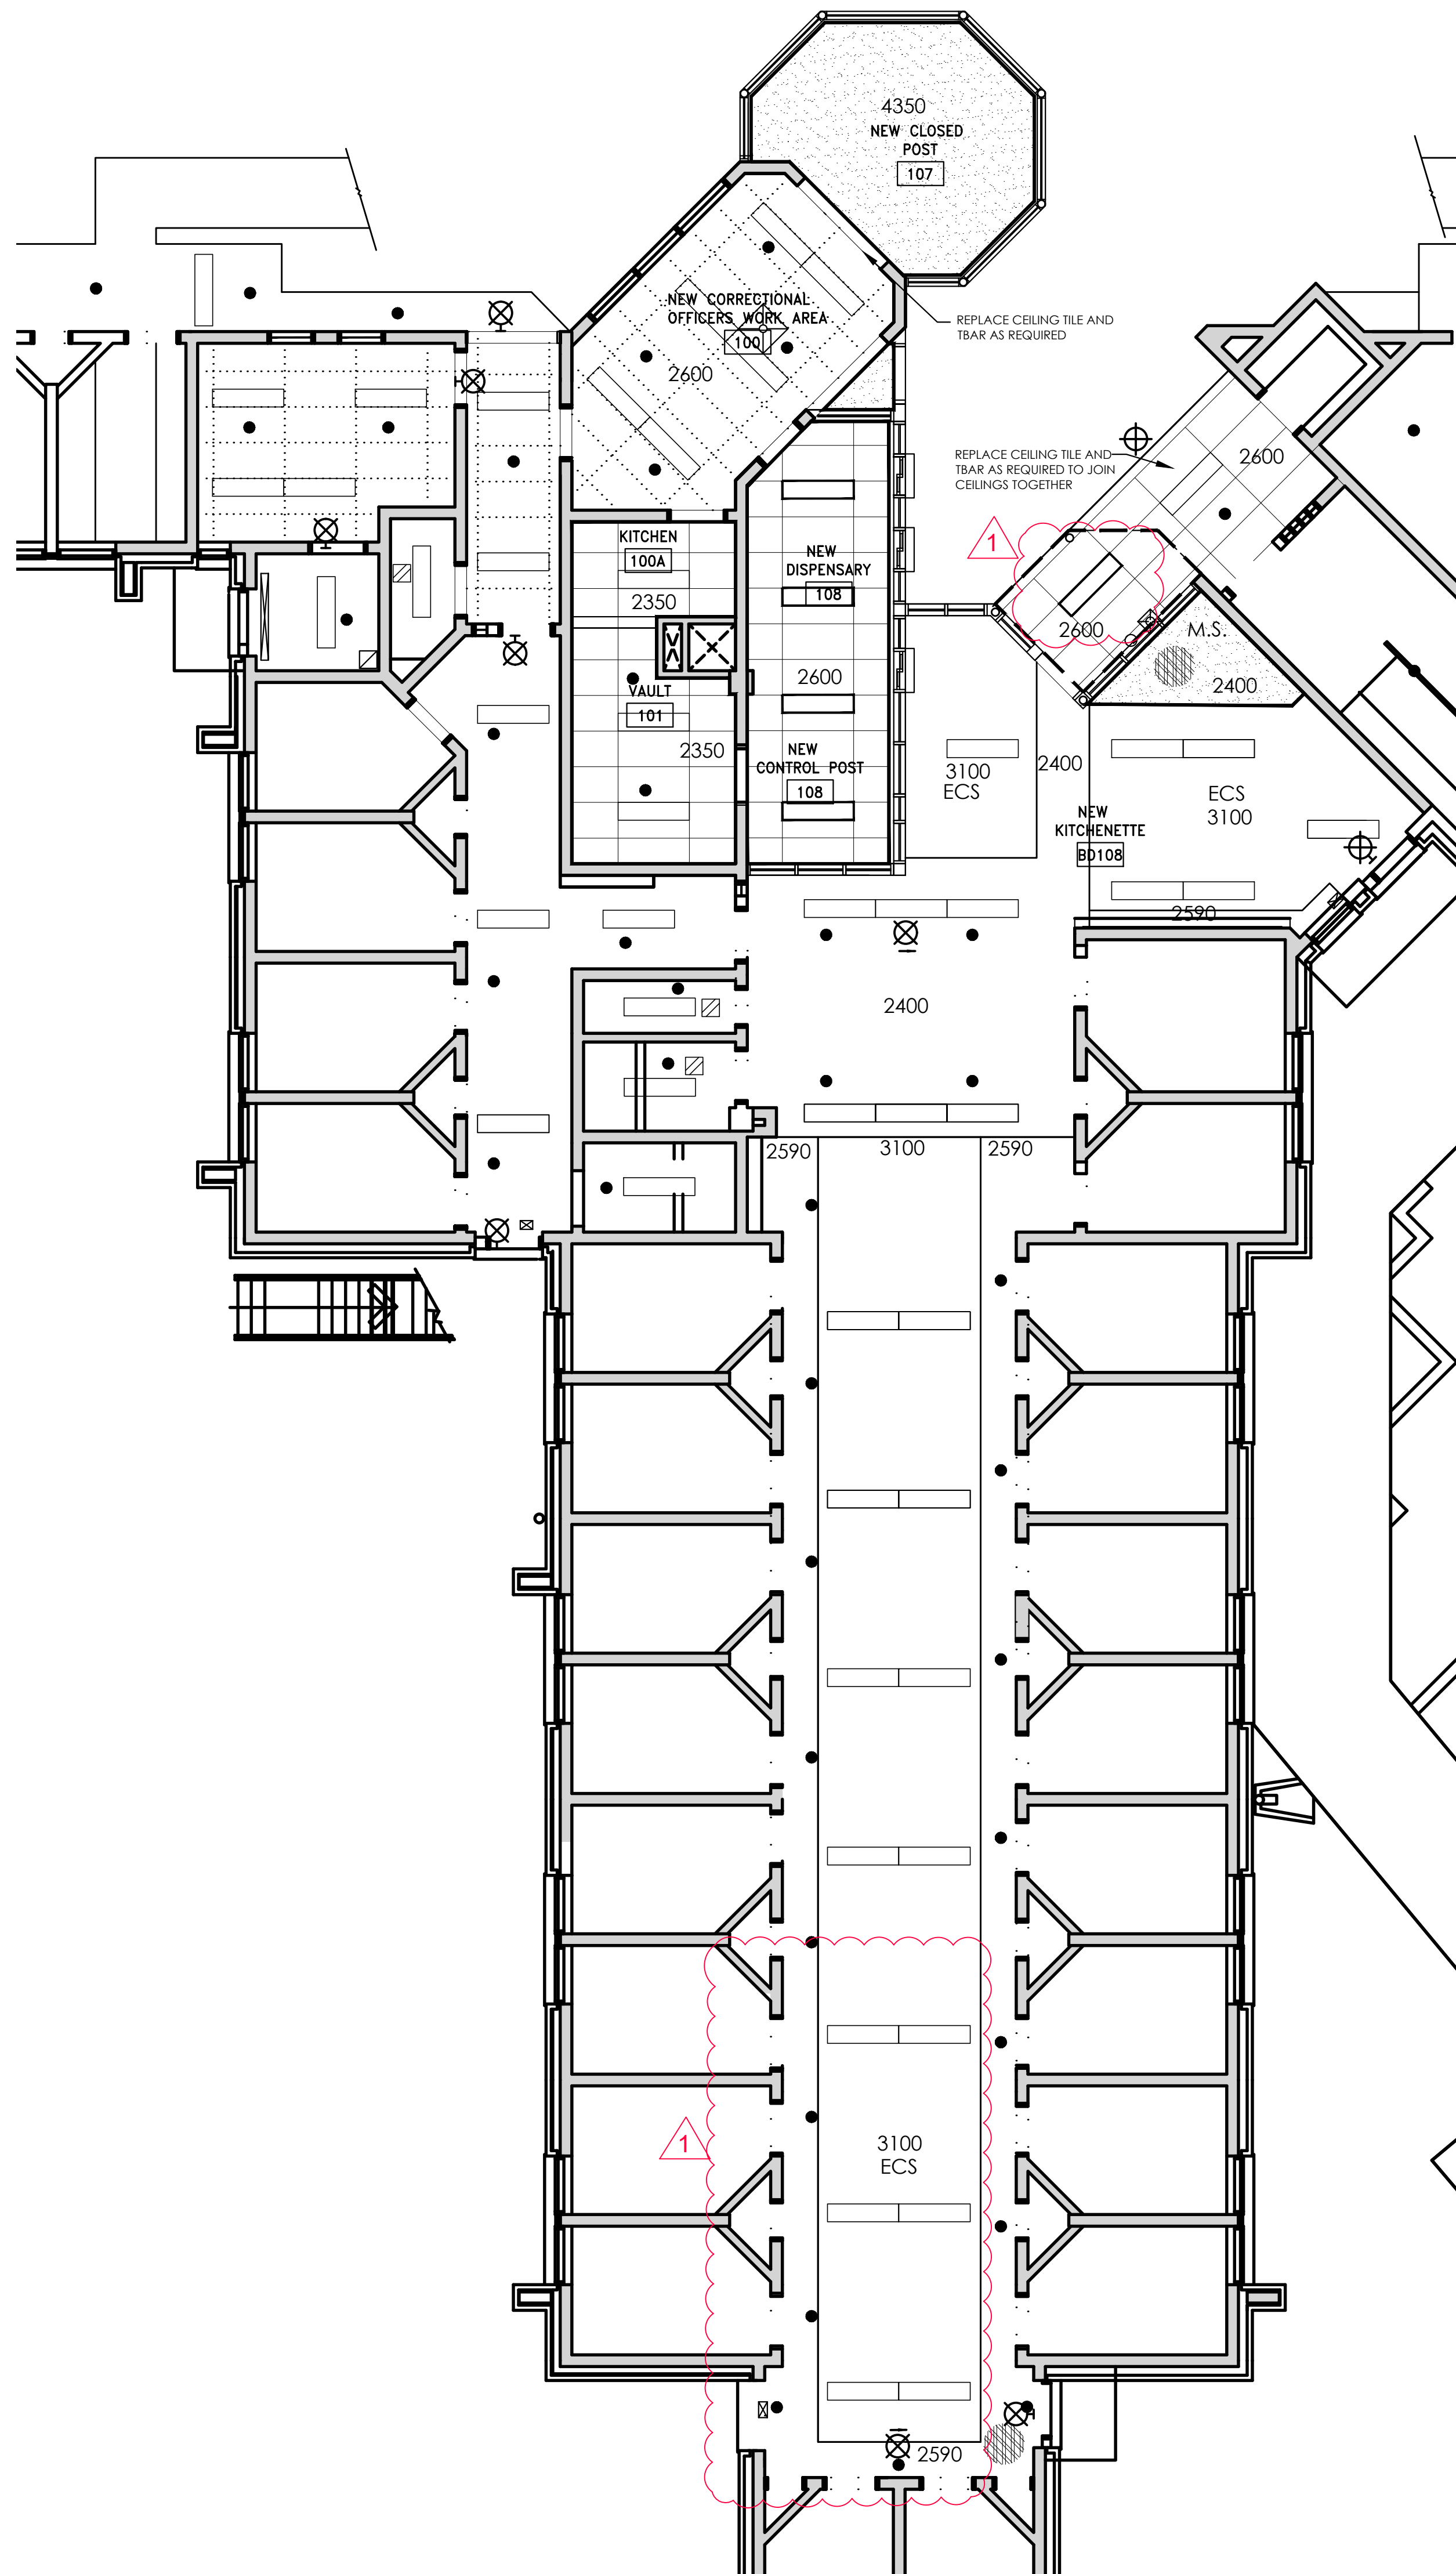 4350
NEW CLOSED
POST
107
NEW CORRECTIONAL
OFFICERS WORK AREA
100
2600
REPLACE CEILING TILE AND
TBAR AS REQUIRED
REPLACE CEILING TILE AND
TBAR AS REQUIRED TO JOIN
CEILINGS TOGETHER
2600
1
KITCHEN
100A
2350
NEW
DISPENSARY
108
2600
M.S.
2400
2600
VAULT
101
2350
NEW
CONTROL POST
108
3100
ECS
2400
ECS
3100
NEW
KITCHENETTE
BD108
2590
2400
2590
3100
2590
1
3100
ECS
2590